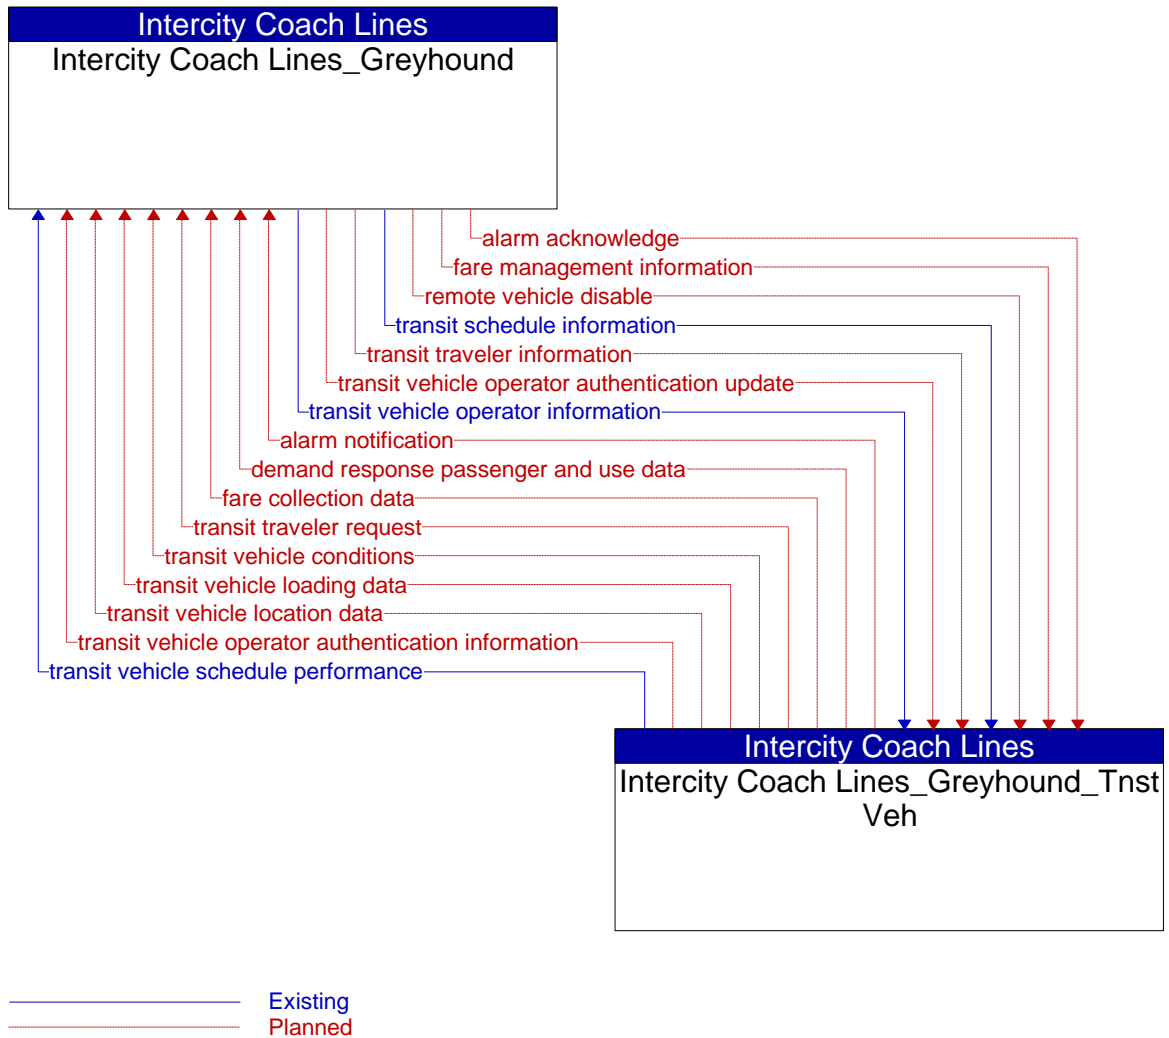 Intercity Coach Lines
Intercity Coach Lines_Greyhound
alarm acknowledge
fare management information
remote vehicle disable
transit schedule information
transit traveler information
transit vehicle operator authentication update
transit vehicle operator information
alarm notification
demand response passenger and use data
fare collection data
transit traveler request
transit vehicle conditions
transit vehicle loading data
transit vehicle location data
transit vehicle operator authentication information
transit vehicle schedule performance
Intercity Coach Lines
Intercity Coach Lines_Greyhound_Tnst
Veh
Existing
Planned